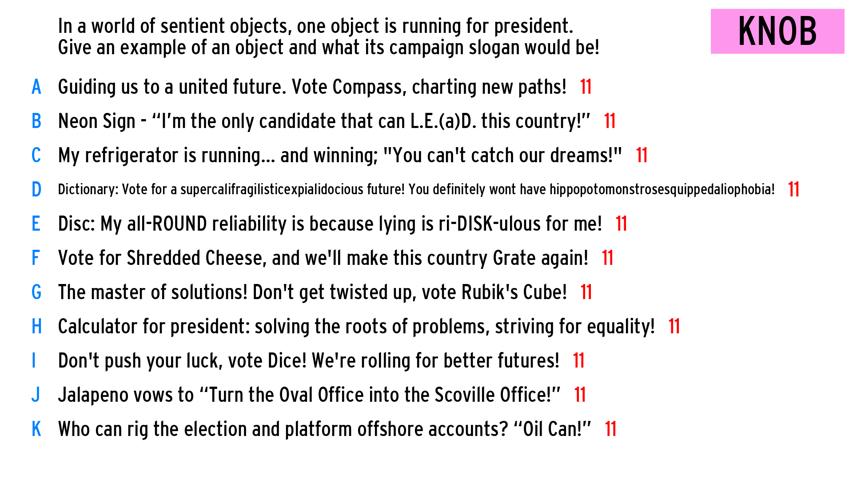 In a world of sentient objects, one object is running for president.
Give an example of an object and what its campaign slogan would be!
KNOB
A Guiding us to a united future. Vote Compass, charting new paths! 11
B Neon Sign - “I’m the only candidate that can L.E.(a)D. this country!” 11
C My refrigerator is running... and winning; "You can't catch our dreams!" 11
D Dictionary: Vote for a supercalifragilisticexpialidocious future! You definitely wont have hippopotomonstrosesquippedaliophobia! 11
E Disc: My all-ROUND reliability is because lying is ri-DISK-ulous for me! 11
F Vote for Shredded Cheese, and we'll make this country Grate again! 11
G The master of solutions! Don't get twisted up, vote Rubik's Cube! 11
H Calculator for president: solving the roots of problems, striving for equality! 11
I Don't push your luck, vote Dice! We're rolling for better futures! 11
J Jalapeno vows to “Turn the Oval Office into the Scoville Office!” 11
K Who can rig the election and platform offshore accounts? “Oil Can!” 11